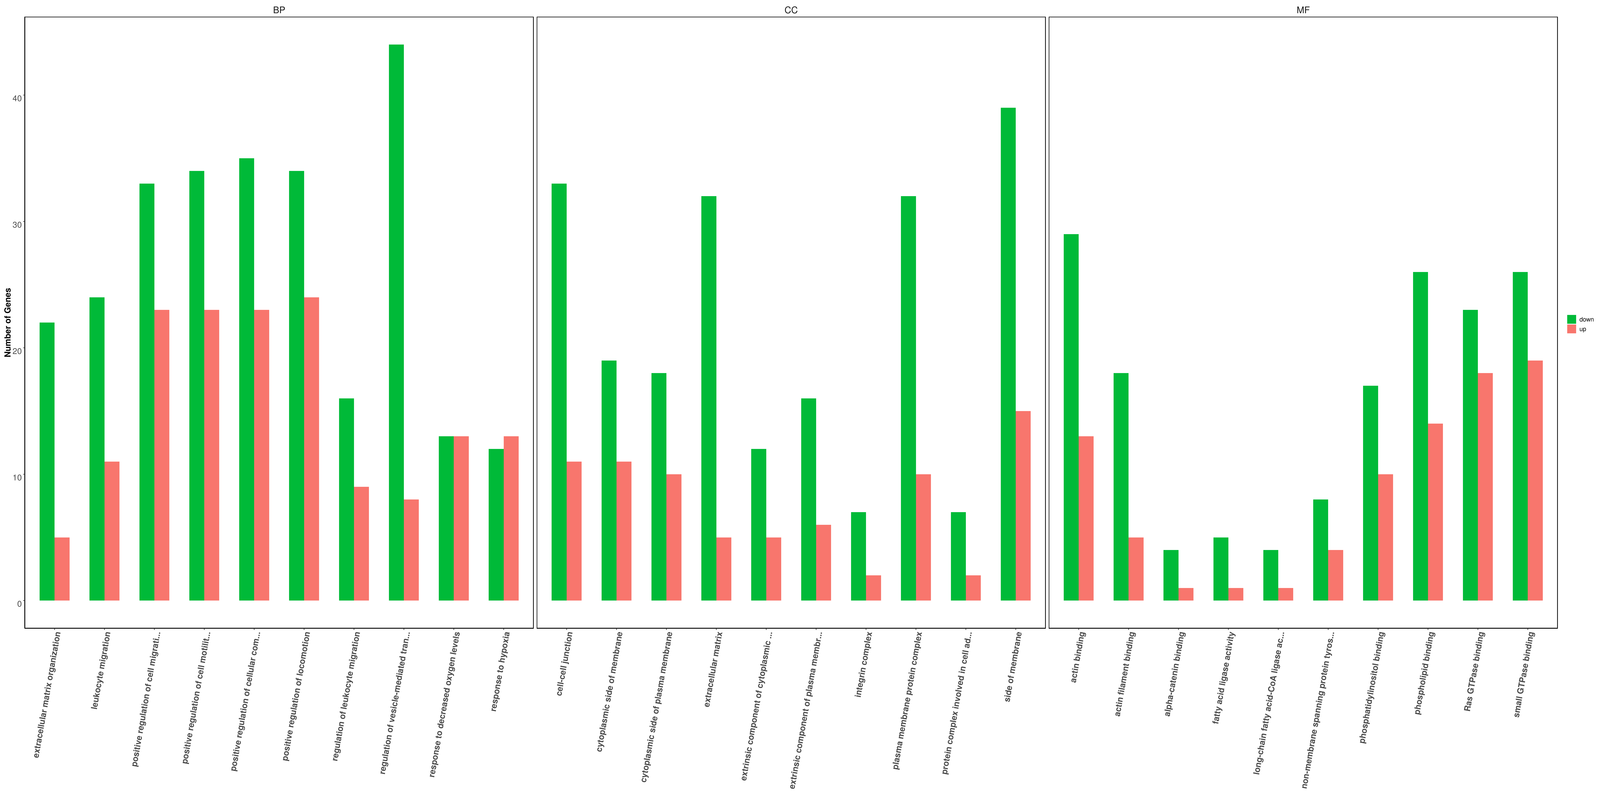 BP
CC
MF
Number of Genes
40
30
20
10
0
extracellular matrix organization
leukocyte migration
positive regulation of cell migrati...
positive regulation of cell motilit...
positive regulation of cellular com...
positive regulation of locomotion
regulation of leukocyte migration
regulation of vesicle-mediated tran...
response to decreased oxygen levels
response to hypoxia
cell-cell junction
cytoplasmic side of membrane
cytoplasmic side of plasma membrane
extracellular matrix
extrinsic component of cytoplasmic ...
extrinsic component of plasma membr...
integrin complex
plasma membrane protein complex
protein complex involved in cell ad...
side of membrane
actin binding
actin filament binding
alpha-catenin binding
fatty acid ligase activity
long-chain fatty acid-CoA ligase ac...
non-membrane spanning protein tyros...
phosphatidylinositol binding
phospholipid binding
Ras GTPase binding
small GTPase binding
down
up